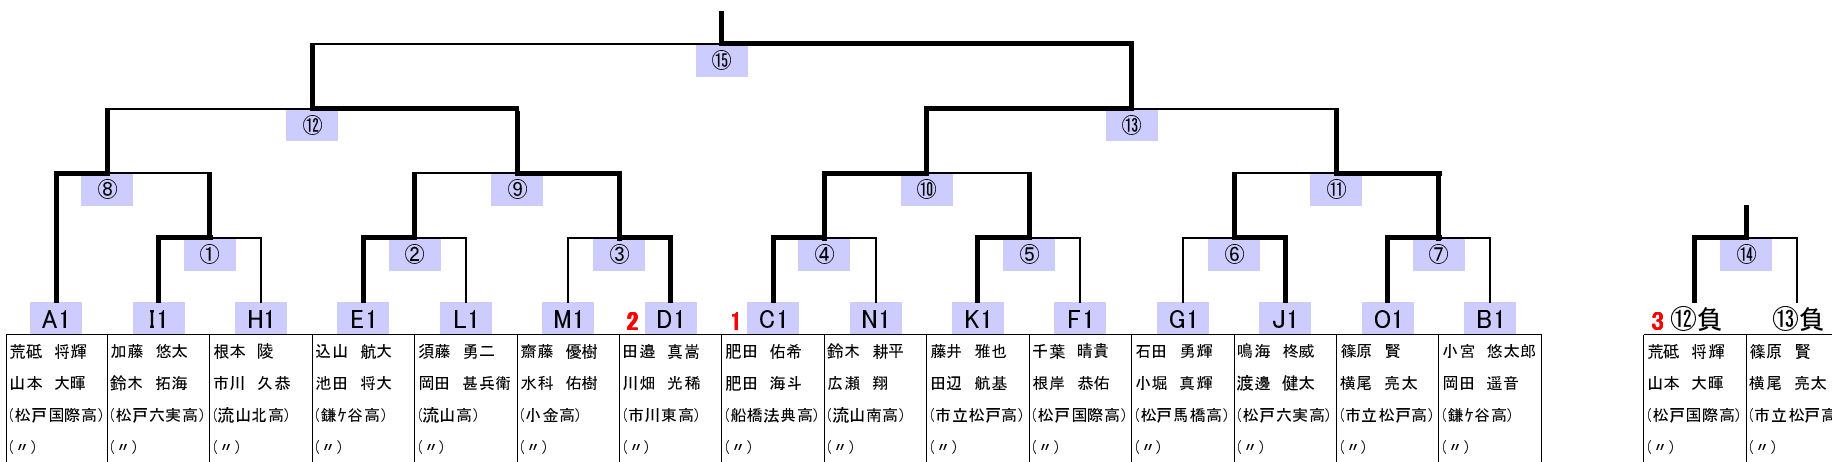 ⑮
⑫ ⑬
⑧ ⑨ ⑩ ⑪
① ② ③ ④ ⑤ ⑥ ⑦ ⑭
A1 I1 H1 E1 L1 M1 2 D1 1 C1 N1 K1 F1 G1 J1 O1 B1 3 ⑫負 ⑬負
荒砥 将輝 加藤 悠太 根本 陵 込山 航大 須藤 勇二 齋藤 優樹 田邉 真嵩 肥田 佑希 鈴木 耕平 藤井 雅也 千葉 晴貴 石田 勇輝 鳴海 柊威 篠原 賢 小宮 悠太郎 荒砥 将輝 篠原 賢
山本 大暉 鈴木 拓海 市川 久恭 池田 将大 岡田 甚兵衛 水科 佑樹 川畑 光稀 肥田 海斗 広瀬 翔 田辺 航基 根岸 恭佑 小堀 真輝 渡邊 健太 横尾 亮太 岡田 遥音 山本 大暉 横尾 亮太
(松戸国際高) (松戸六実高) (流山北高) (鎌ケ谷高) (流山高) (小金高) (市川東高) (船橋法典高) (流山南高) (市立松戸高) (松戸国際高) (松戸馬橋高) (松戸六実高) (市立松戸高) (鎌ケ谷高) (松戸国際高) (市立松戸高
(〃) (〃) (〃) (〃) (〃) (〃) (〃) (〃) (〃) (〃) (〃) (〃) (〃) (〃) (〃) (〃) (〃)